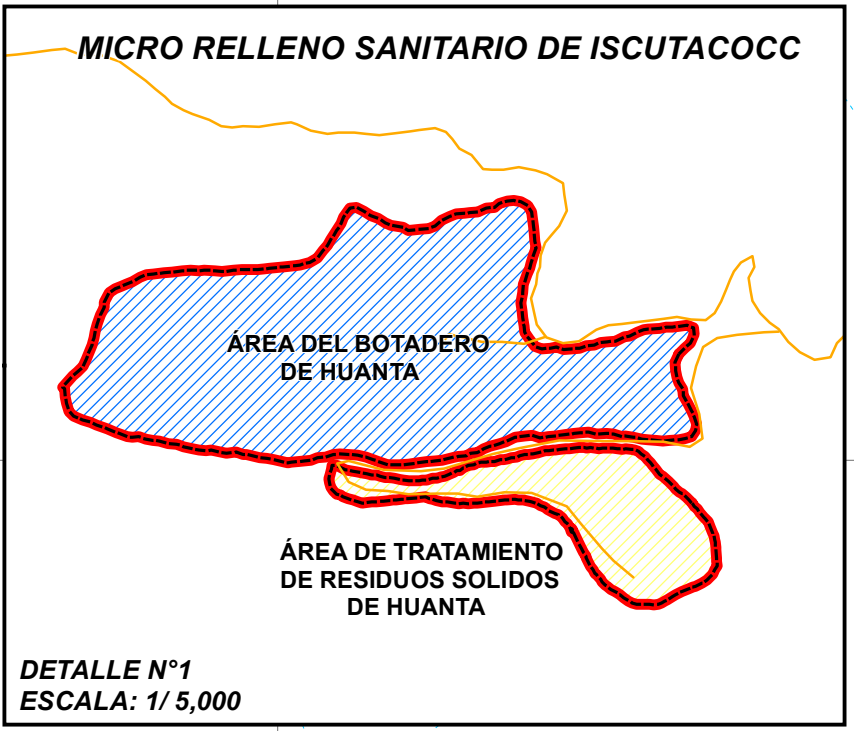 MICRO RELLENO SANITARIO DE ISCUTACOCC
ÁREA DEL BOTADERO
DE HUANTA
ÁREA DE TRATAMIENTO
DE RESIDUOS SOLIDOS
DE HUANTA
DETALLE N°1
ESCALA: 1/ 5,000